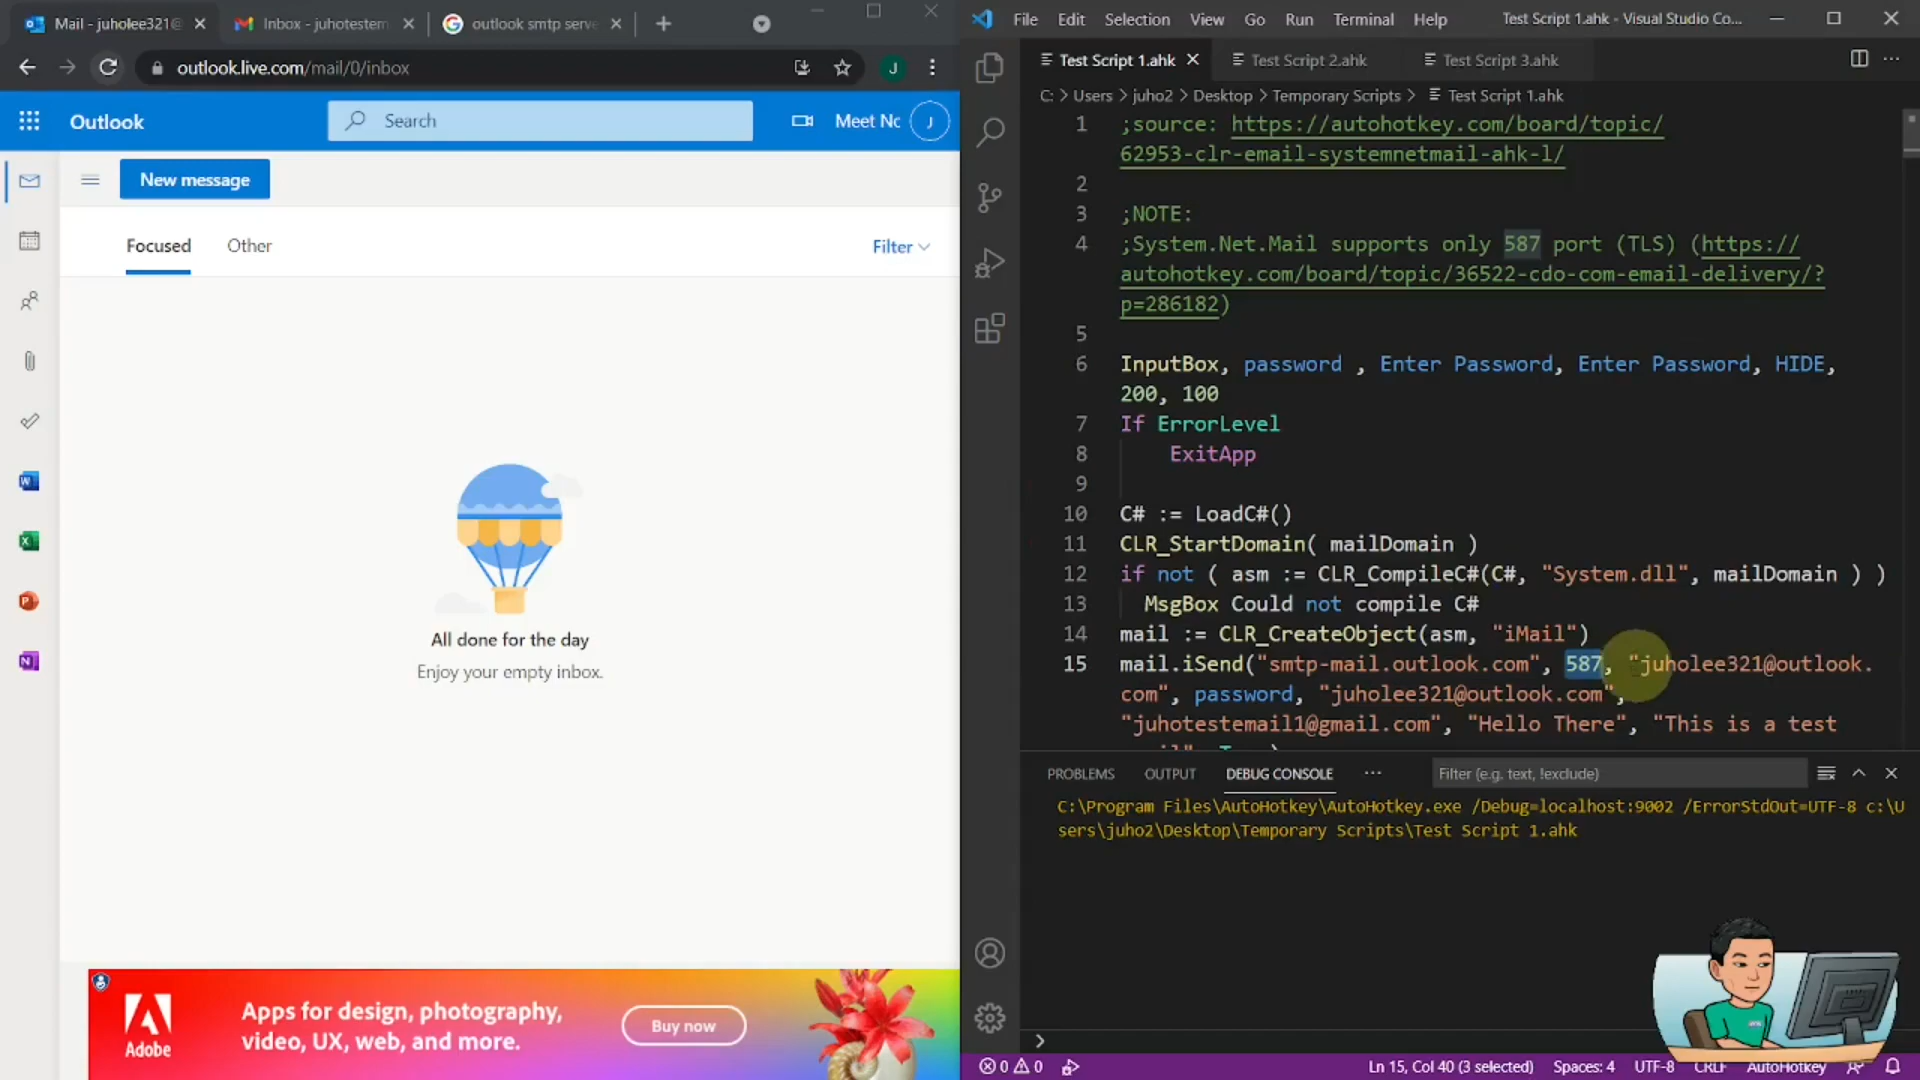 Mail - juholee321@
Inbox - juhotestem
outlook smtp serve
outlook.live.com/mail/0/inbox
J
Outlook
Search
Meet Nc
J
New message
Focused
Other
Filter
All done for the day
Enjoy your empty inbox.
Adobe
Apps for design, photography,
video, UX, web, and more.
Buy now
File Edit Selection View Go Run Terminal Help
Test Script 1.ahk - Visual Studio Co...
Test Script 1.ahk
Test Script 2.ahk
Test Script 3.ahk
C: > Users > juho2 > Desktop > Temporary Scripts > Test Script 1.ahk
1 ;source: https://autohotkey.com/board/topic/
62953-clr-email-systemnetmail-ahk-l/
2
3 ;NOTE:
4 ;System.Net.Mail supports only 587 port (TLS) (https://
autohotkey.com/board/topic/36522-cdo-com-email-delivery/?
p=286182)
5
6 InputBox, password , Enter Password, Enter Password, HIDE,
200, 100
7 If ErrorLevel
8 ExitApp
9
10 C# := LoadC#()
11 CLR_StartDomain( mailDomain )
12 if not ( asm := CLR_CompileC#(C#, "System.dll", mailDomain ) )
13 MsgBox Could not compile C#
14 mail := CLR_CreateObject(asm, "iMail")
15 mail.iSend("smtp-mail.outlook.com", 587, "juholee321@outlook.
com", password, "juholee321@outlook.com",
"juhotestemail1@gmail.com", "Hello There", "This is a test
PROBLEMS OUTPUT DEBUG CONSOLE ...
Filter (e.g. text, !exclude)
C:\Program Files\AutoHotkey\AutoHotkey.exe /Debug=localhost:9002 /ErrorStdOut=UTF-8 c:\U
sers\juho2\Desktop\Temporary Scripts\Test Script 1.ahk
0 0
Ln 15, Col 40 (3 selected)
Spaces: 4
UTF-8
CRLF
AutoHotkey